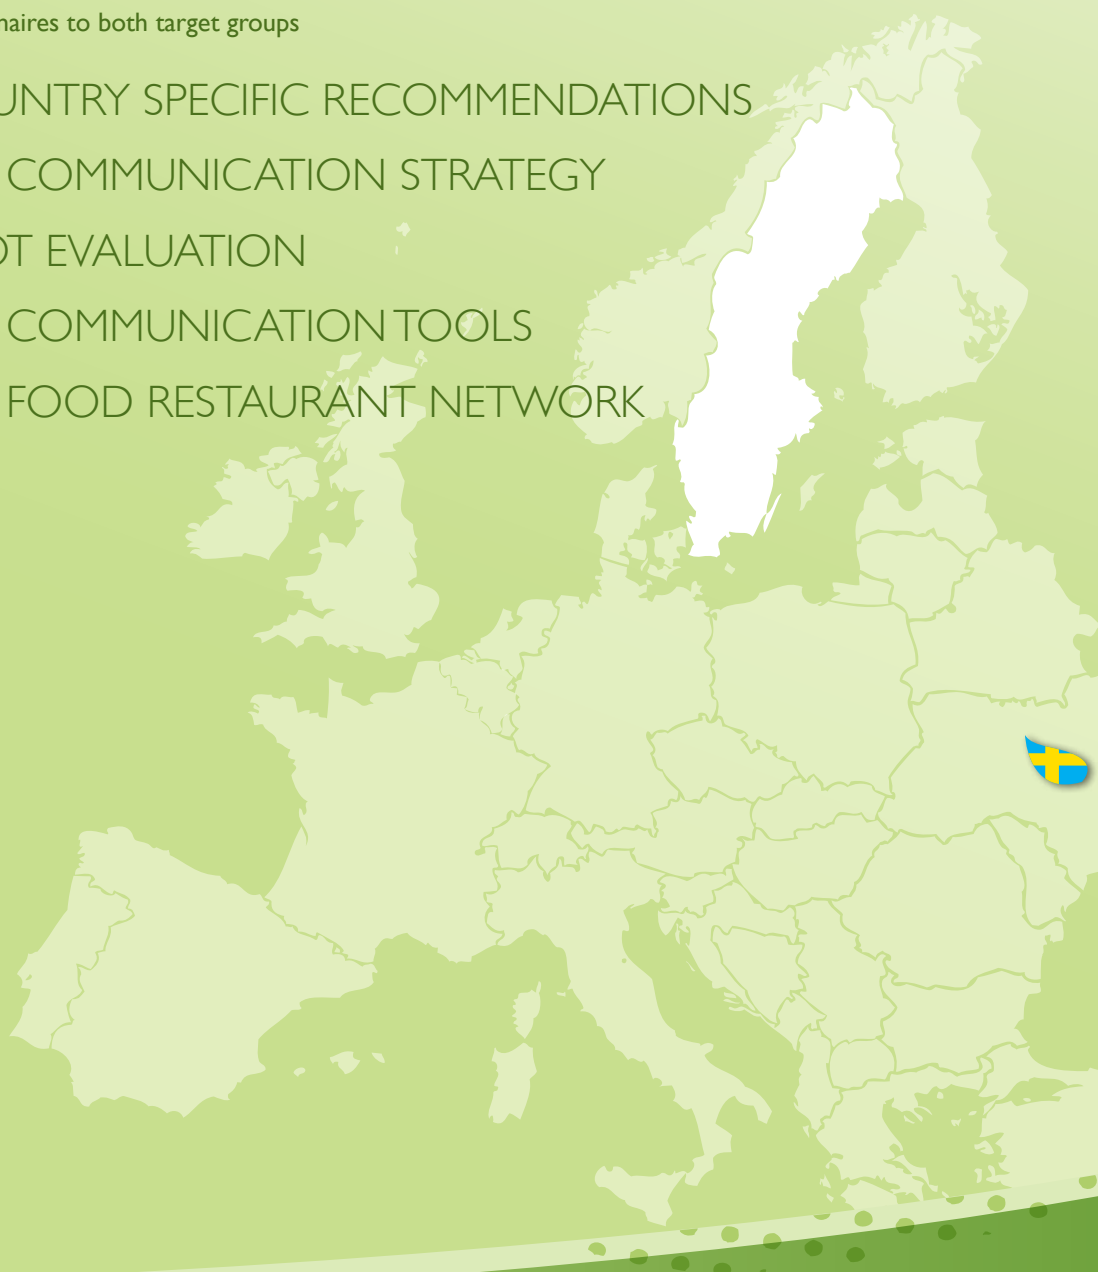 naires to both target groups
UNTRY SPECIFIC RECOMMENDATIONS
COMMUNICATION STRATEGY
OT EVALUATION
COMMUNICATION TOOLS
FOOD RESTAURANT NETWORK